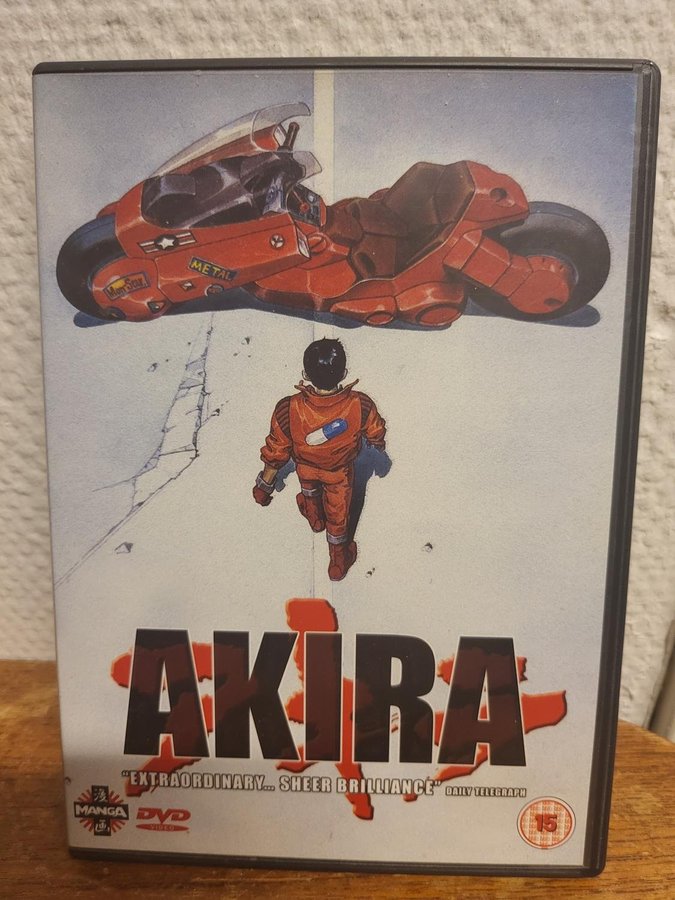 METAL
AKIRA
"EXTRAORDINARY... SHEER BRILLIANCE" DAILY TELEGRAPH
MANGA
DVD
VIDEO
15